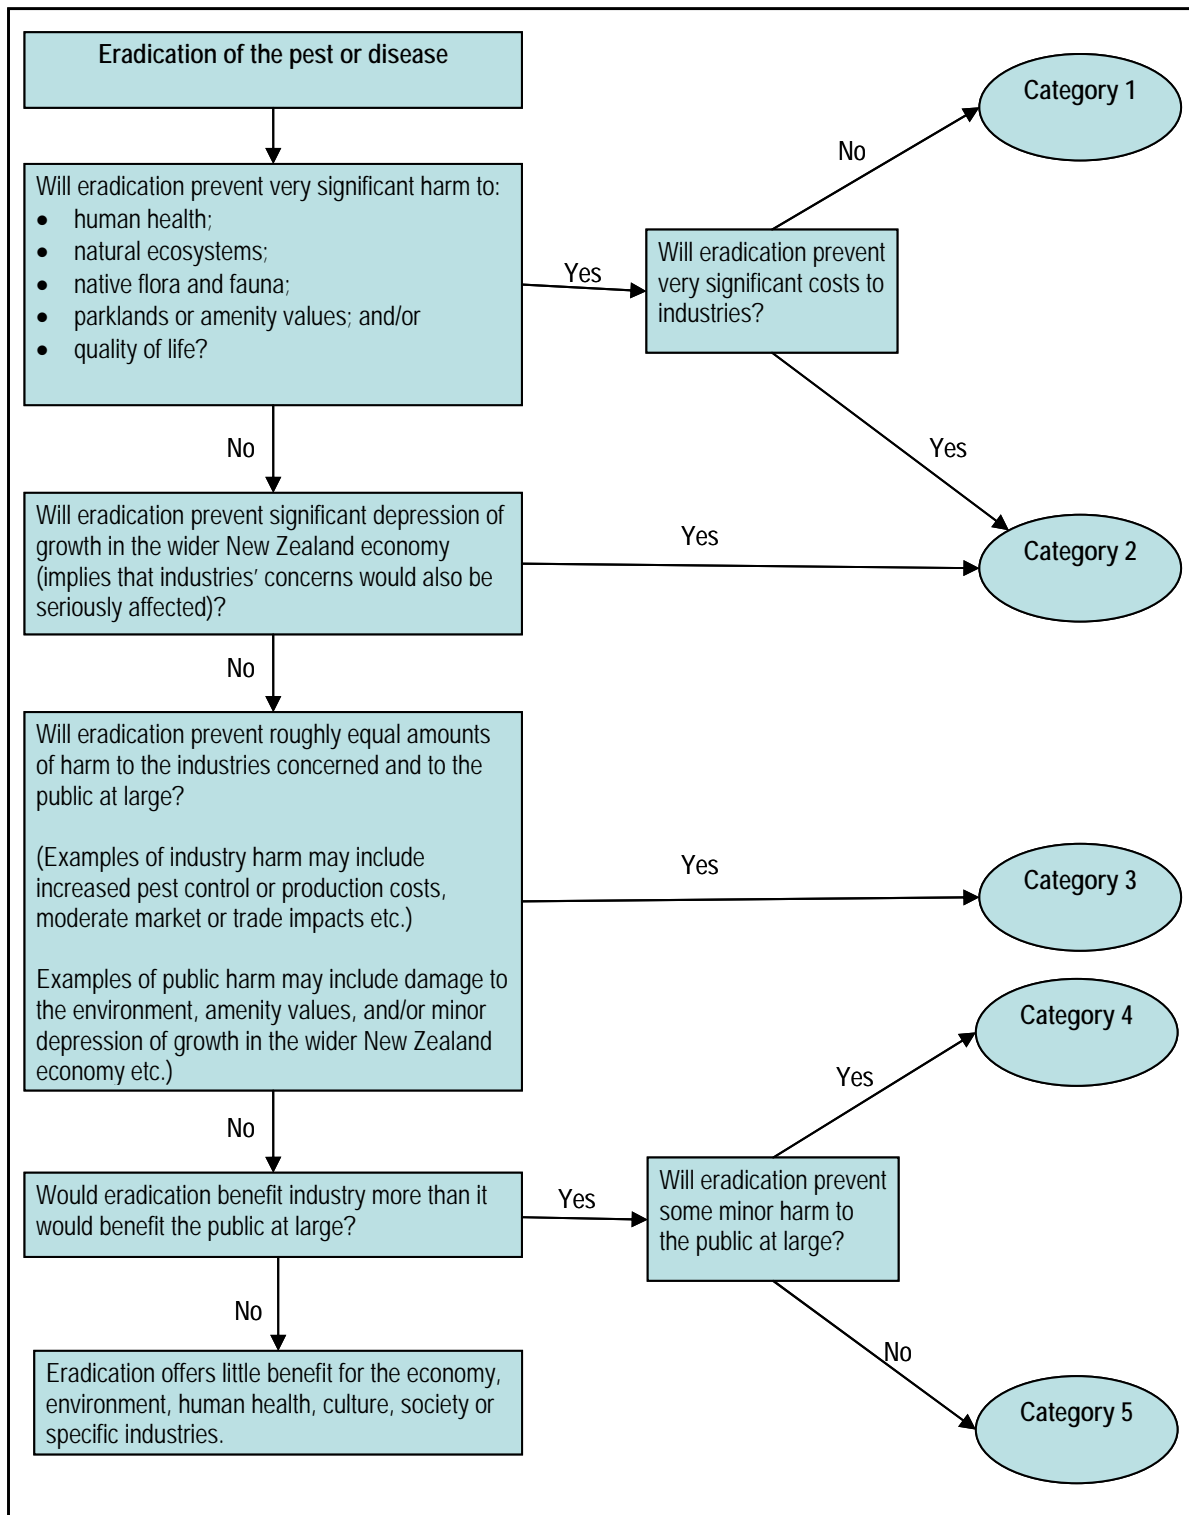 Eradication of the pest or disease
Category 1
No
Will eradication prevent very significant harm to:
• human health;
• natural ecosystems;
• native flora and fauna;
• parklands or amenity values; and/or
• quality of life?
Yes
Will eradication prevent
very significant costs to
industries?
No
Yes
Will eradication prevent significant depression of
growth in the wider New Zealand economy
(implies that industries’ concerns would also be
seriously affected)?
Yes
Category 2
No
Will eradication prevent roughly equal amounts
of harm to the industries concerned and to the
public at large?
(Examples of industry harm may include
increased pest control or production costs,
moderate market or trade impacts etc.)
Examples of public harm may include damage to
the environment, amenity values, and/or minor
depression of growth in the wider New Zealand
economy etc.)
Yes
Category 3
Category 4
Yes
No
Would eradication benefit industry more than it
would benefit the public at large?
Yes
Will eradication prevent
some minor harm to
the public at large?
No
No
Eradication offers little benefit for the economy,
environment, human health, culture, society or
specific industries.
Category 5